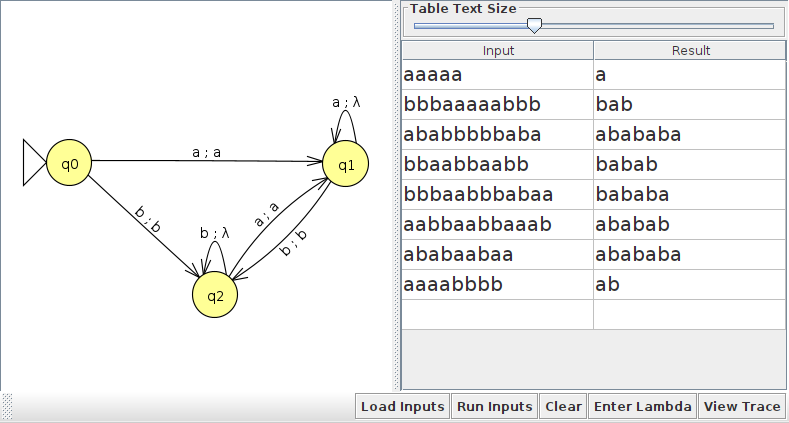 Table Text Size
Input Result
aaaaa a
bbbaaaaabbb bab
ababbbbbaba abababa
bbaabbaabb babab
bbbaabbbabaa bababa
aabbaabbaaab ababab
ababaabaa abababa
aaaabbbb ab
a ; λ
a ; a
q0
q1
b ; b
a ; a
b ; λ
b ; b
q2
Load Inputs Run Inputs Clear Enter Lambda View Trace